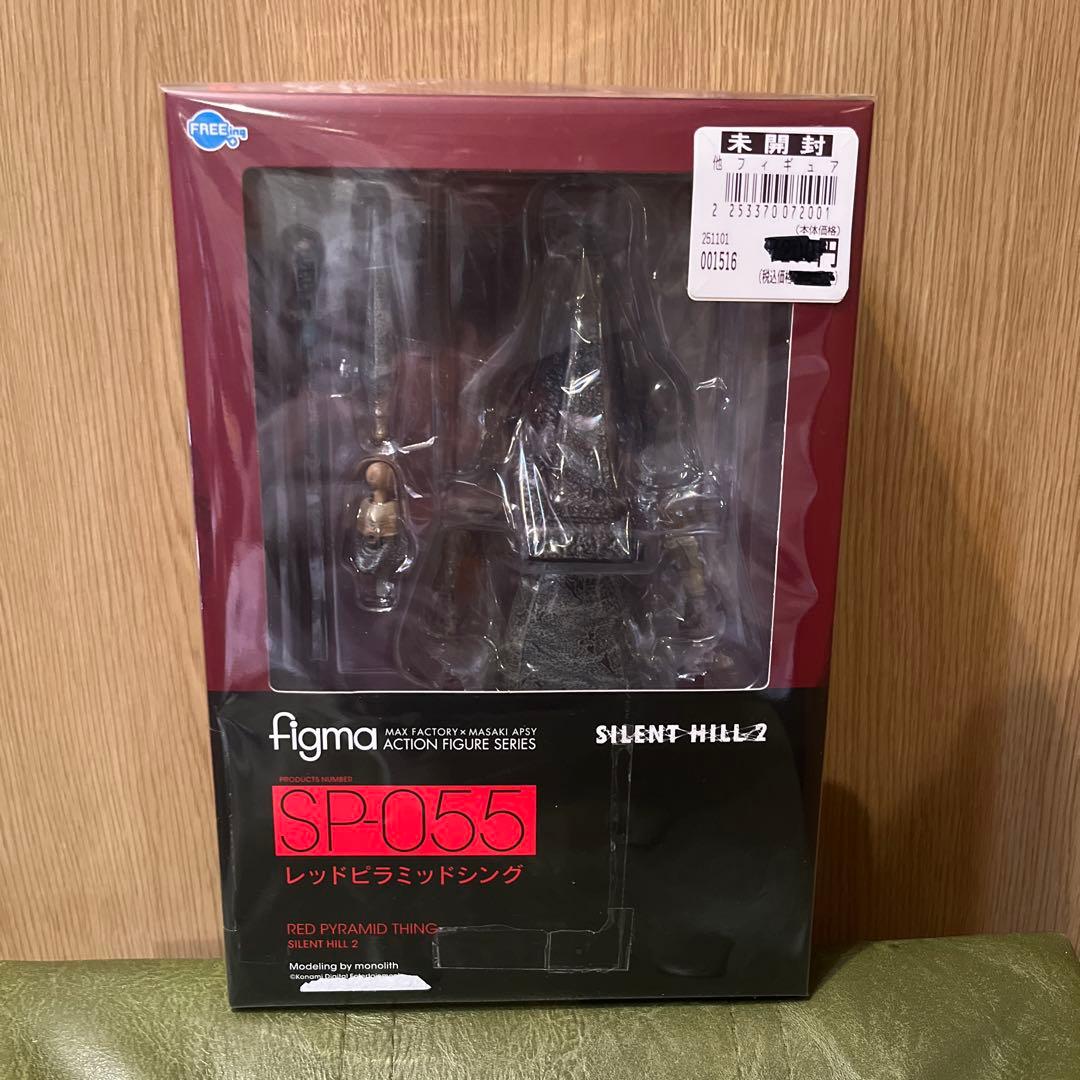 FREEing
未開封
他 フィギュア
2 253370072001
(本体価格)
251101
円
001516
(税込価格
figma
MAX FACTORY × MASAKI APSY
ACTION FIGURE SERIES
SILENT HILL 2
PRODUCTS NUMBER
SP-055
レッドピラミッドシング
RED PYRAMID THING
SILENT HILL 2
Modeling by monolith
©Konami Digital Entertainment